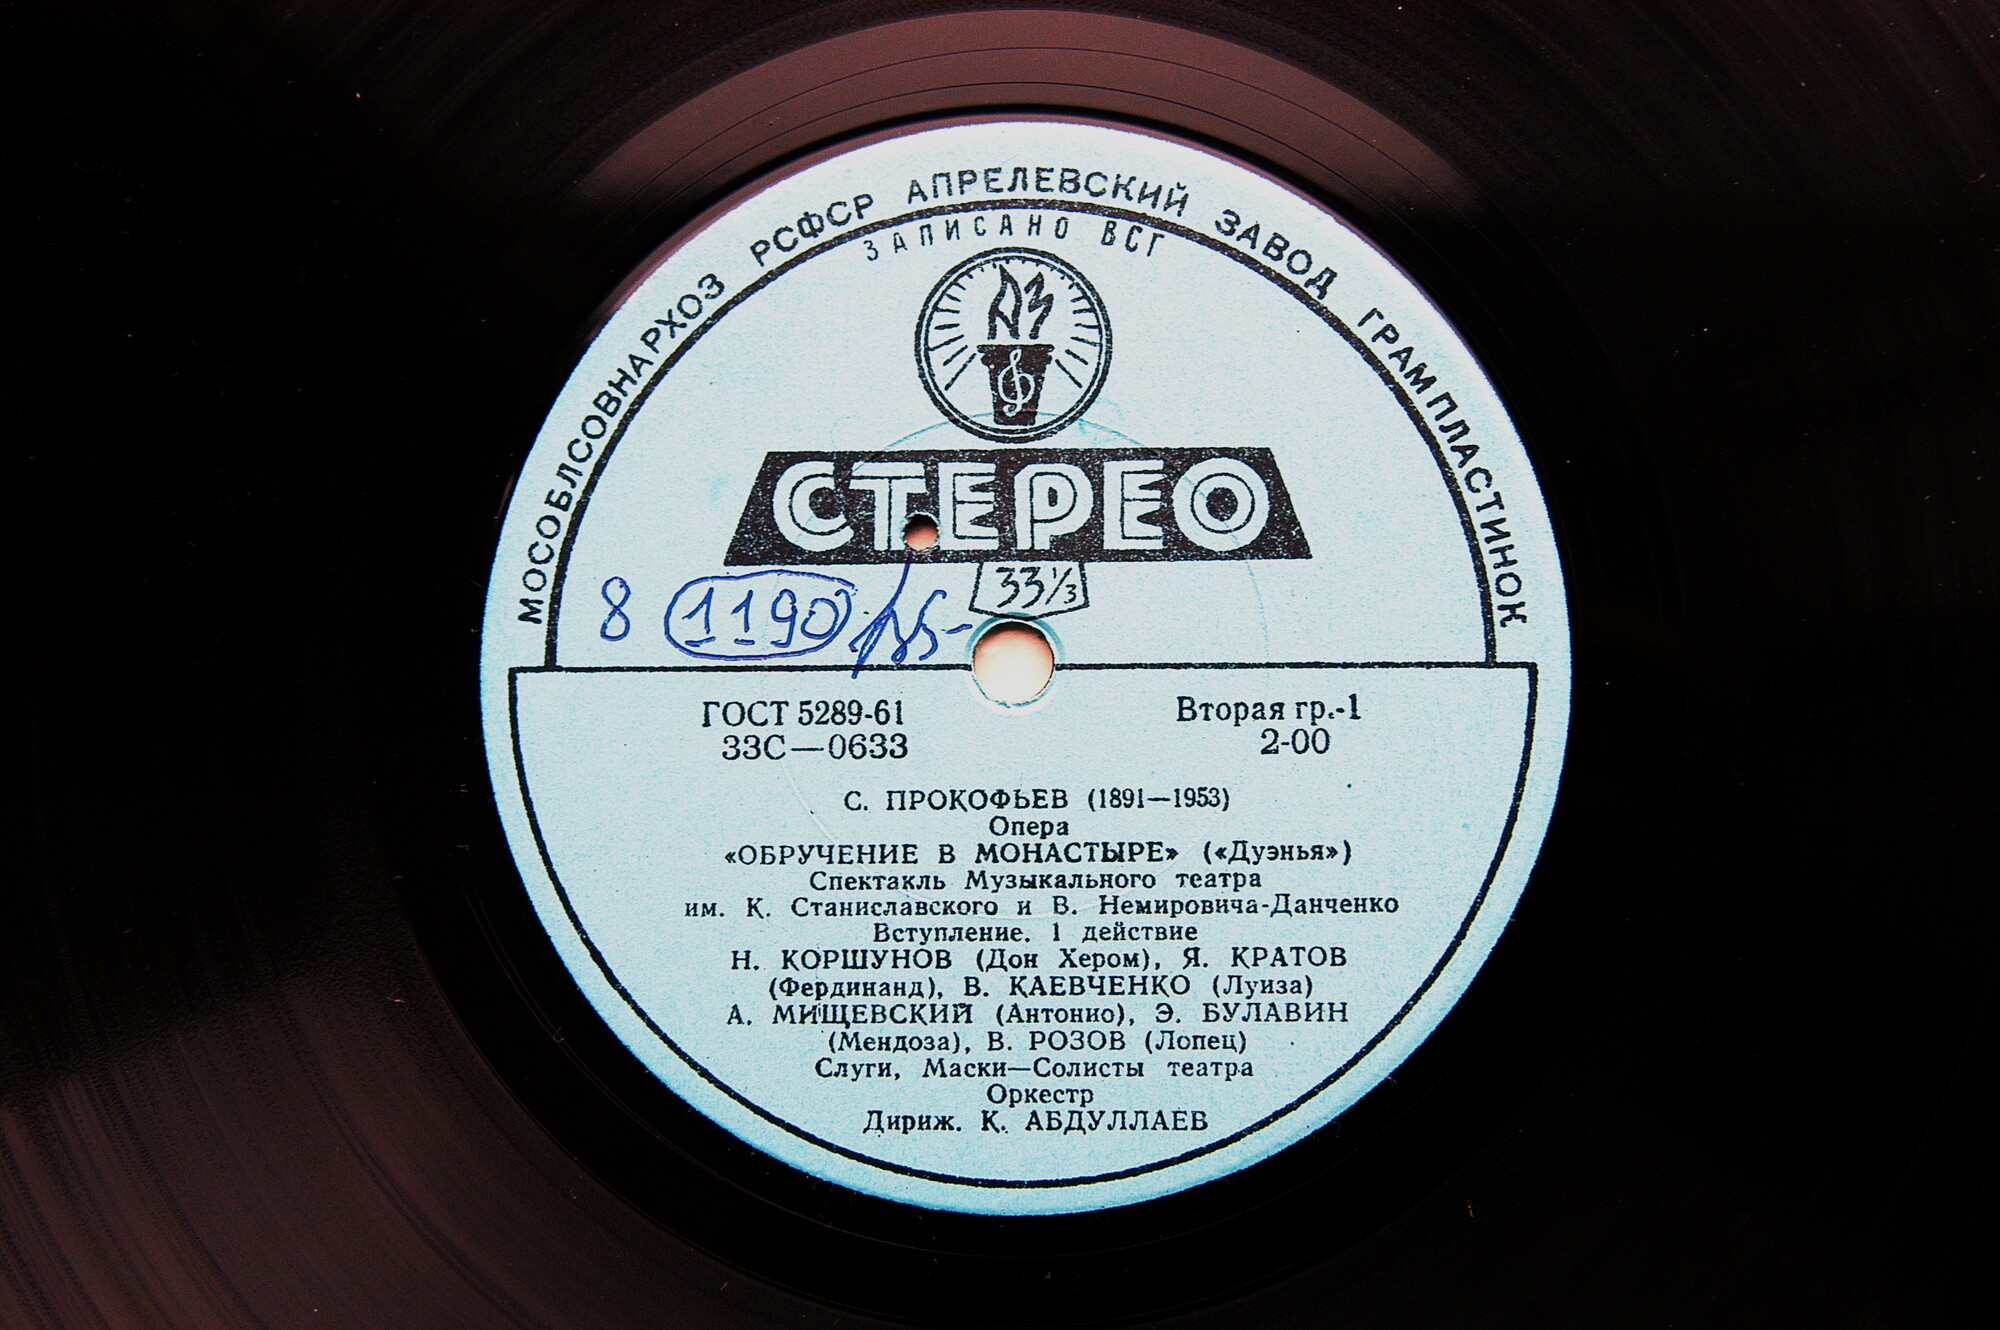 МОСОБЛСОВНАРХОЗ РСФСР АПРЕЛЕВСКИЙ ЗАВОД ГРАМПЛАСТИНОК
ЗАПИСАНО ВСГ
АЗ
СТЕРЕО
33⅓
8 1190
ГОСТ 5289-61
33С—0633
Вторая гр.-1
2-00
С. ПРОКОФЬЕВ (1891—1953)
Опера
«ОБРУЧЕНИЕ В МОНАСТЫРЕ» («Дуэнья»)
Спектакль Музыкального театра
им. К. Станиславского и В. Немировича-Данченко
Вступление. 1 действие
Н. КОРШУНОВ (Дон Хером), Я. КРАТОВ
(Фердинанд), В. КАЕВЧЕНКО (Луиза)
А. МИЩЕВСКИЙ (Антонио), Э. БУЛАВИН
(Мендоза), В. РОЗОВ (Лопец)
Слуги, Маски—Солисты театра
Оркестр
Дириж. К. АБДУЛЛАЕВ